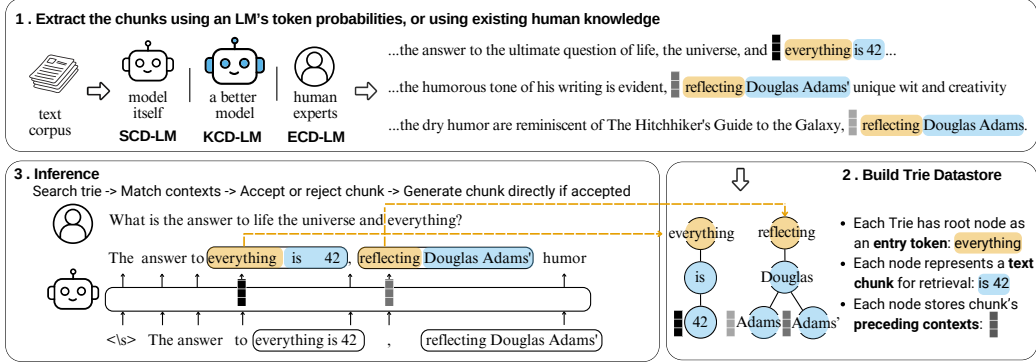 1 . Extract the chunks using an LM's token probabilities, or using existing human knowledge
text
corpus
model
itself
SCD-LM
a better
model
KCD-LM
human
experts
ECD-LM
...the answer to the ultimate question of life, the universe, and everything is 42 ...
...the humorous tone of his writing is evident, reflecting Douglas Adams' unique wit and creativity
...the dry humor are reminiscent of The Hitchhiker's Guide to the Galaxy, reflecting Douglas Adams.
3 . Inference
Search trie -> Match contexts -> Accept or reject chunk -> Generate chunk directly if accepted
What is the answer to life the universe and everything?
The answer to everything is 42 , reflecting Douglas Adams' humor
<\s> The answer to everything is 42 , reflecting Douglas Adams'
2 . Build Trie Datastore
everything
is
42
reflecting
Douglas
Adams
Adams'
• Each Trie has root node as
an entry token: everything
• Each node represents a text
chunk for retrieval: is 42
• Each node stores chunk's
preceding contexts: